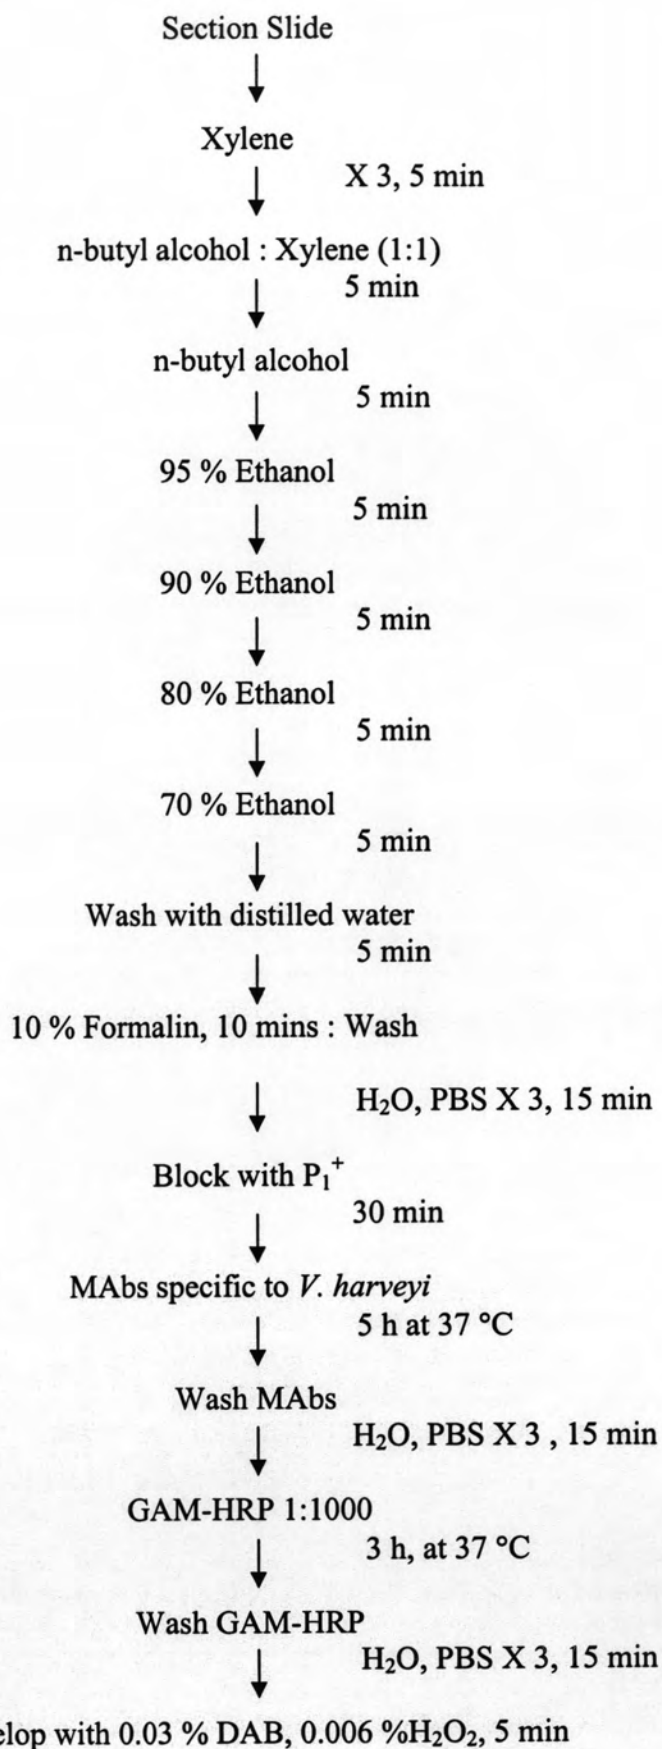 Section Slide
Xylene
X 3, 5 min
n-butyl alcohol : Xylene (1:1)
5 min
n-butyl alcohol
5 min
95 % Ethanol
5 min
90 % Ethanol
5 min
80 % Ethanol
5 min
70 % Ethanol
5 min
Wash with distilled water
5 min
10 % Formalin, 10 mins : Wash
H₂O, PBS X 3, 15 min
Block with P₁⁺
30 min
MAbs specific to V. harveyi
5 h at 37 °C
Wash MAbs
H₂O, PBS X 3 , 15 min
GAM-HRP 1:1000
3 h, at 37 °C
Wash GAM-HRP
H₂O, PBS X 3, 15 min
elop with 0.03 % DAB, 0.006 %H₂O₂, 5 min